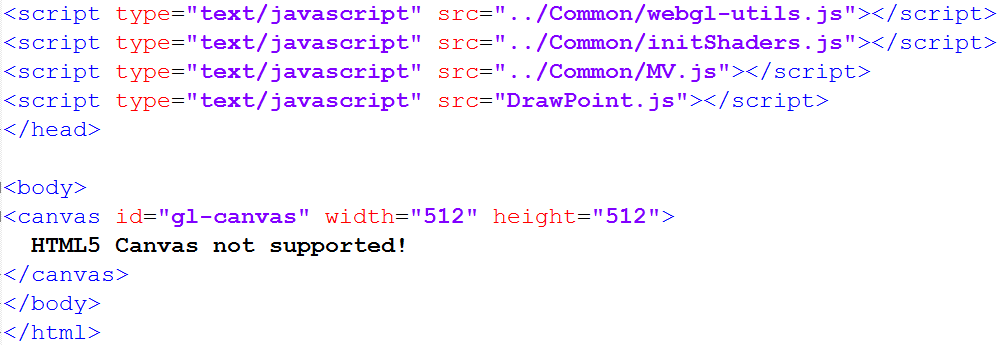 <script type="text/javascript" src="../Common/webgl-utils.js"></script>
<script type="text/javascript" src="../Common/initShaders.js"></script>
<script type="text/javascript" src="../Common/MV.js"></script>
<script type="text/javascript" src="DrawPoint.js"></script>
</head>

<body>
<canvas id="gl-canvas" width="512" height="512">
  HTML5 Canvas not supported!
</canvas>
</body>
</html>